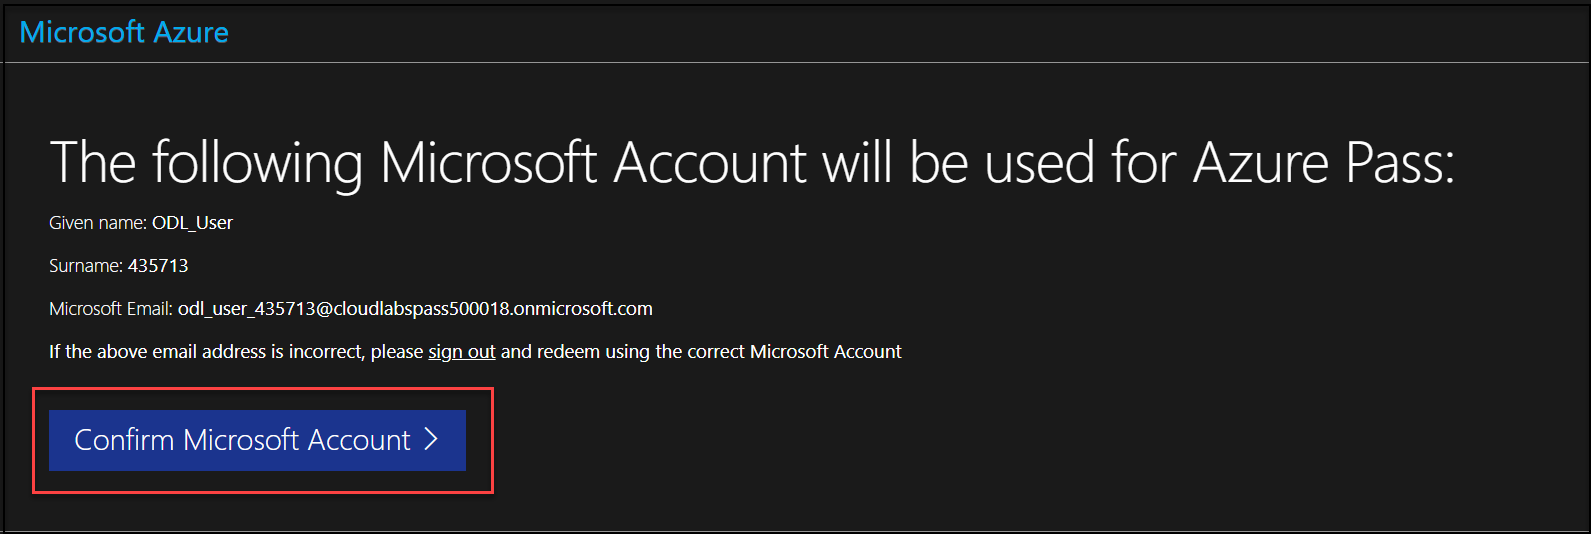 Microsoft Azure
The following Microsoft Account will be used for Azure Pass:
Given name: ODL_User
Surname: 435713
Microsoft Email: odl_user_435713@cloudlabspass500018.onmicrosoft.com
If the above email address is incorrect, please sign out and redeem using the correct Microsoft Account
Confirm Microsoft Account